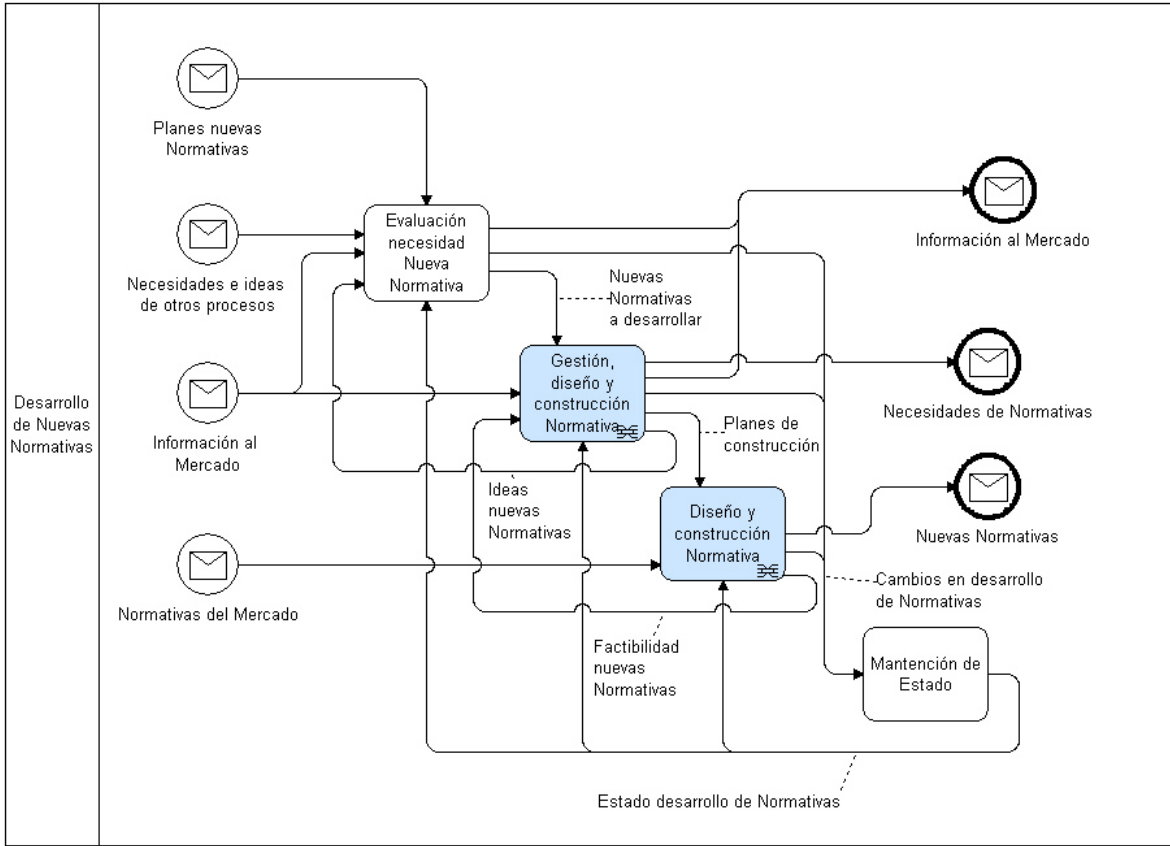 Desarrollo
de Nuevas
Normativas
Planes nuevas
Normativas
Necesidades e ideas
de otros procesos
Información al
Mercado
Normativas del Mercado
Evaluación
necesidad
Nueva
Normativa
Nuevas
Normativas
a desarrollar
Gestión,
diseño y
construcción
Normativa
Ideas
nuevas
Normativas
Planes de
construcción
Diseño y
construcción
Normativa
Factibilidad
nuevas
Normativas
Información al Mercado
Necesidades de Normativas
Nuevas Normativas
Cambios en desarrollo
de Normativas
Mantención de
Estado
Estado desarrollo de Normativas